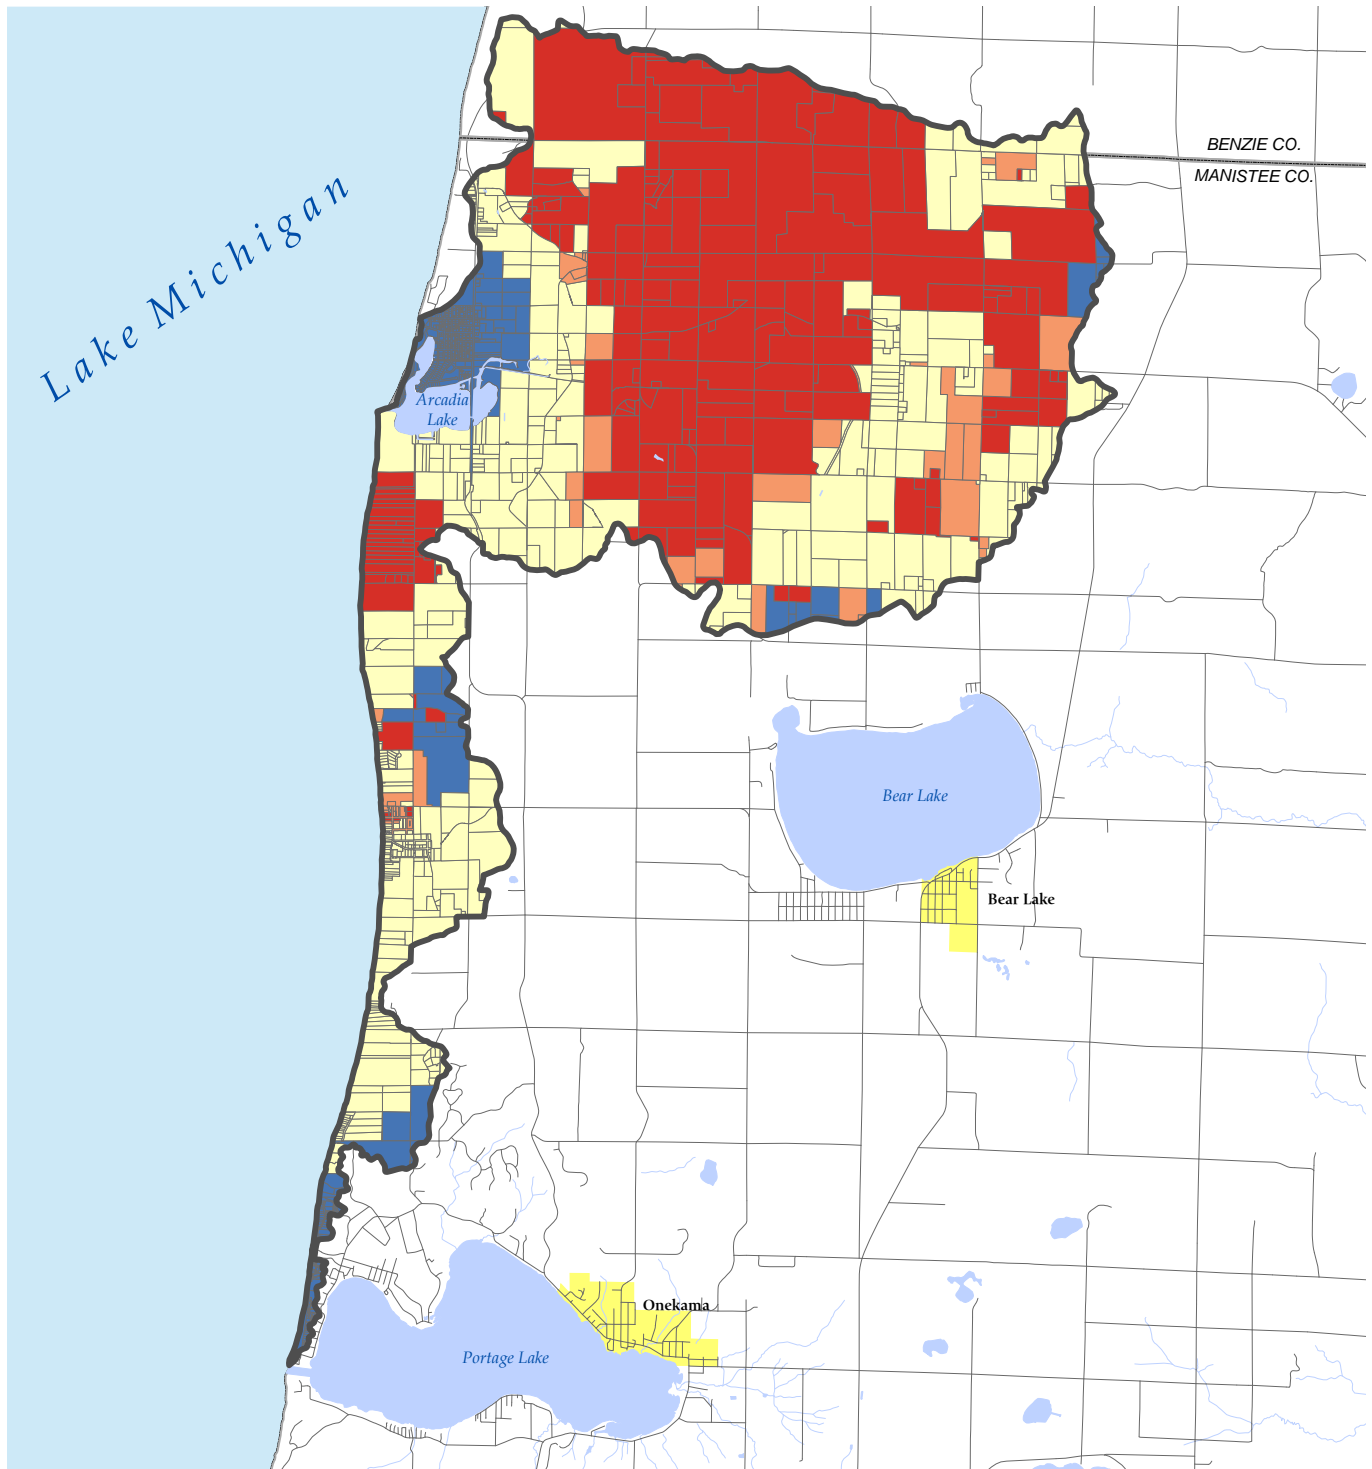 BENZIE CO.
MANISTEE CO.
Lake Michigan
Arcadia
Lake
Bear Lake
Bear Lake
Onekama
Portage Lake